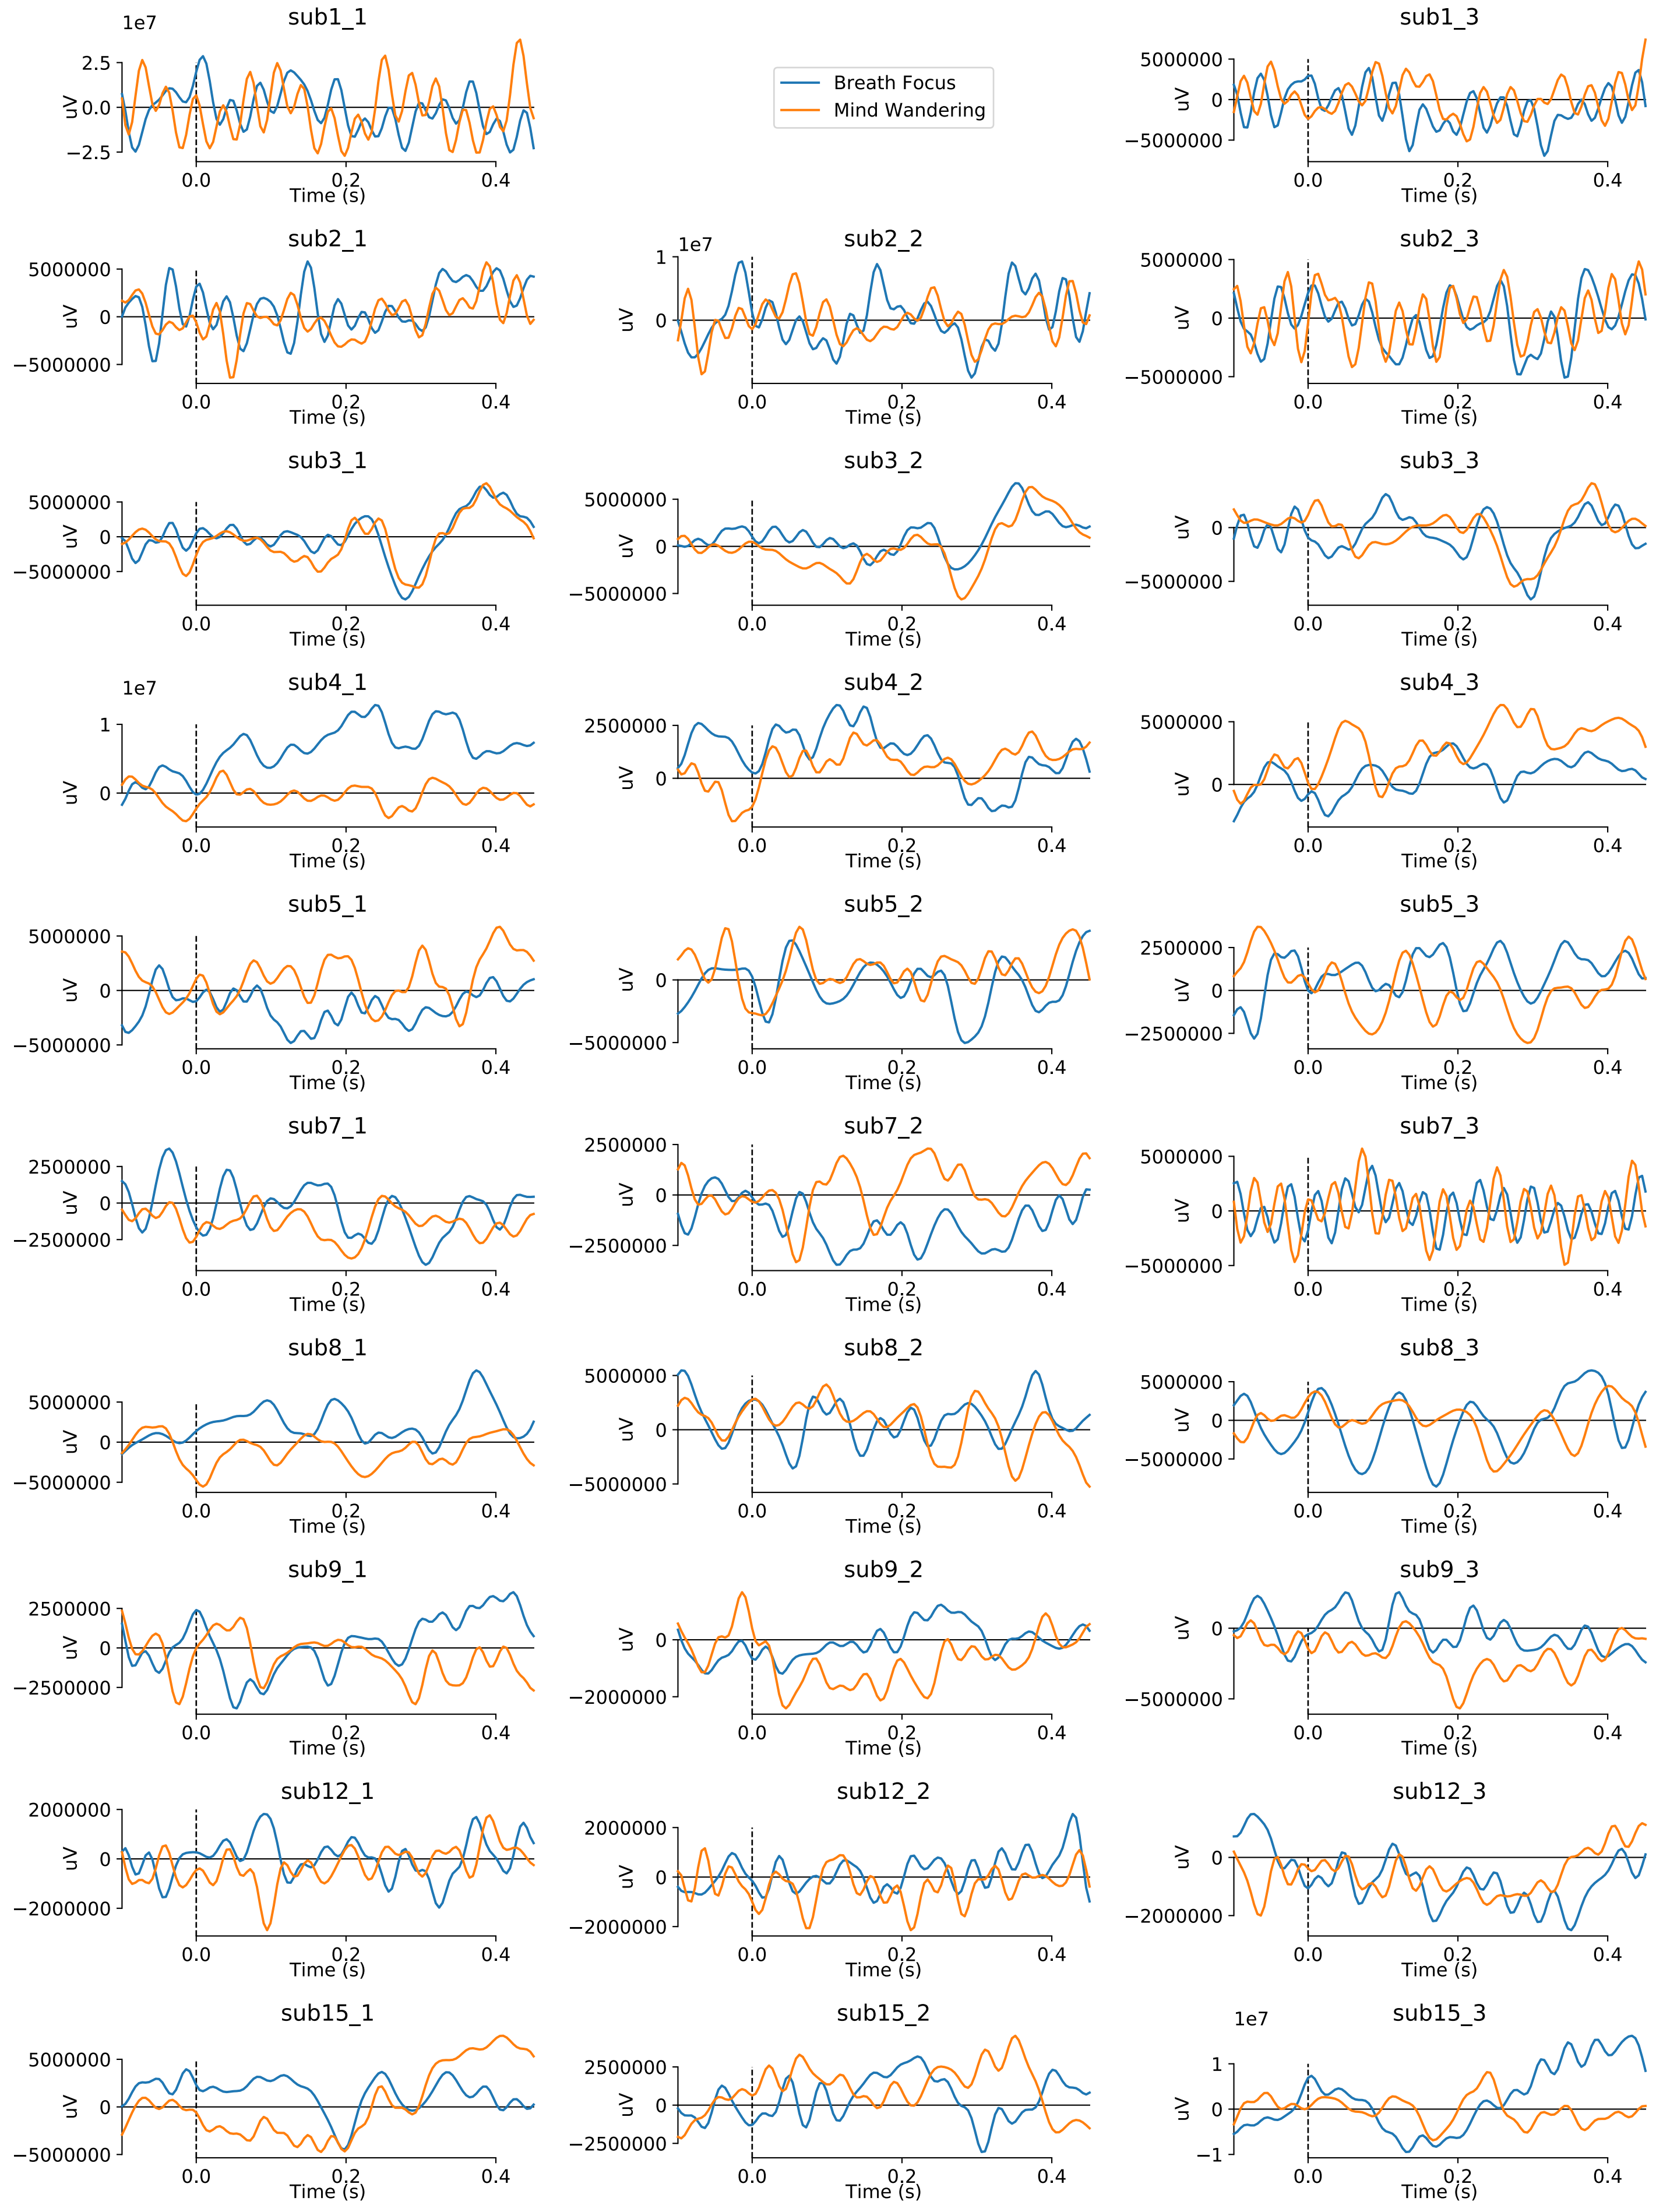 1e7
sub1_1
2.5
0.0
−2.5
uV
0.0
0.2
0.4
Time (s)
Breath Focus
Mind Wandering
sub1_3
5000000
0
−5000000
uV
0.0
0.2
0.4
Time (s)
sub2_1
5000000
0
−5000000
uV
0.0
0.2
0.4
Time (s)
1e7
sub2_2
1
0
uV
0.0
0.2
0.4
Time (s)
sub2_3
5000000
0
−5000000
uV
0.0
0.2
0.4
Time (s)
sub3_1
5000000
0
−5000000
uV
0.0
0.2
0.4
Time (s)
sub3_2
5000000
0
−5000000
uV
0.0
0.2
0.4
Time (s)
sub3_3
0
−5000000
uV
0.0
0.2
0.4
Time (s)
1e7
sub4_1
1
0
uV
0.0
0.2
0.4
Time (s)
sub4_2
2500000
0
uV
0.0
0.2
0.4
Time (s)
sub4_3
5000000
0
uV
0.0
0.2
0.4
Time (s)
sub5_1
5000000
0
−5000000
uV
0.0
0.2
0.4
Time (s)
sub5_2
0
−5000000
uV
0.0
0.2
0.4
Time (s)
sub5_3
2500000
0
−2500000
uV
0.0
0.2
0.4
Time (s)
sub7_1
2500000
0
−2500000
uV
0.0
0.2
0.4
Time (s)
sub7_2
2500000
0
−2500000
uV
0.0
0.2
0.4
Time (s)
sub7_3
5000000
0
−5000000
uV
0.0
0.2
0.4
Time (s)
sub8_1
5000000
0
−5000000
uV
0.0
0.2
0.4
Time (s)
sub8_2
5000000
0
−5000000
uV
0.0
0.2
0.4
Time (s)
sub8_3
5000000
0
−5000000
uV
0.0
0.2
0.4
Time (s)
sub9_1
2500000
0
−2500000
uV
0.0
0.2
0.4
Time (s)
sub9_2
0
−2000000
uV
0.0
0.2
0.4
Time (s)
sub9_3
0
−5000000
uV
0.0
0.2
0.4
Time (s)
sub12_1
2000000
0
−2000000
uV
0.0
0.2
0.4
Time (s)
sub12_2
2000000
0
−2000000
uV
0.0
0.2
0.4
Time (s)
sub12_3
0
−2000000
uV
0.0
0.2
0.4
Time (s)
sub15_1
5000000
0
−5000000
uV
0.0
0.2
0.4
Time (s)
sub15_2
2500000
0
−2500000
uV
0.0
0.2
0.4
Time (s)
1e7
sub15_3
1
0
−1
uV
0.0
0.2
0.4
Time (s)